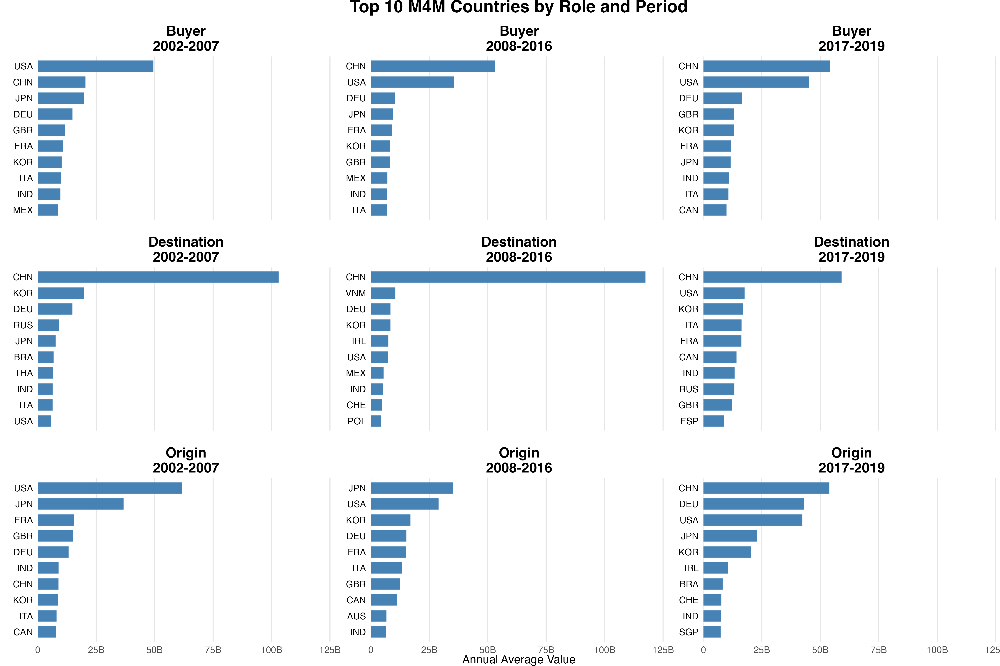 Top 10 M4M Countries by Role and Period
Buyer
2002-2007
USA
CHN
JPN
DEU
GBR
FRA
KOR
ITA
IND
MEX
Buyer
2008-2016
CHN
USA
DEU
JPN
FRA
KOR
GBR
MEX
IND
ITA
Buyer
2017-2019
CHN
USA
DEU
GBR
KOR
FRA
JPN
IND
ITA
CAN
Destination
2002-2007
CHN
KOR
DEU
RUS
JPN
BRA
THA
IND
ITA
USA
Destination
2008-2016
CHN
VNM
DEU
KOR
IRL
USA
MEX
IND
CHE
POL
Destination
2017-2019
CHN
USA
KOR
ITA
FRA
CAN
IND
RUS
GBR
ESP
Origin
2002-2007
USA
JPN
FRA
GBR
DEU
IND
CHN
KOR
ITA
CAN
0 25B 50B 75B 100B 125B
Origin
2008-2016
JPN
USA
KOR
DEU
FRA
ITA
GBR
CAN
AUS
IND
0 25B 50B 75B 100B 125B
Origin
2017-2019
CHN
DEU
USA
JPN
KOR
IRL
BRA
CHE
IND
SGP
0 25B 50B 75B 100B 125
Annual Average Value